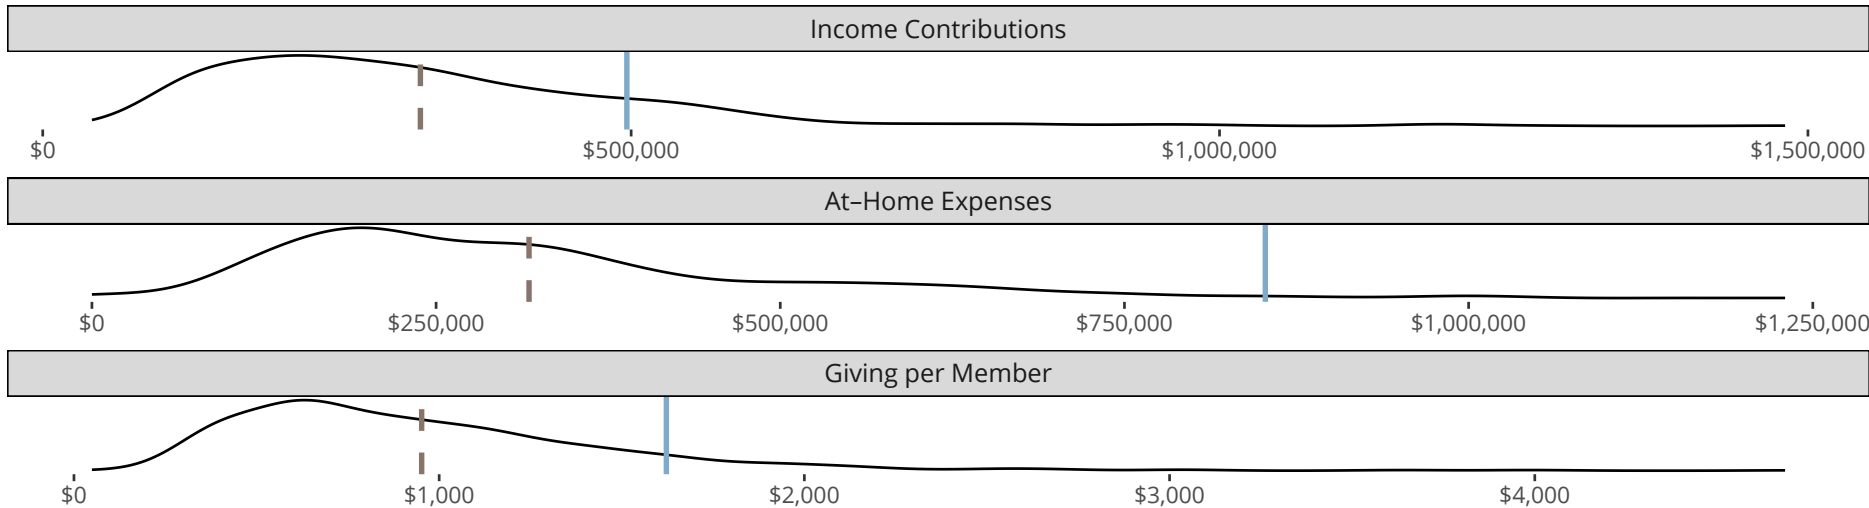 Income Contributions
$0 $500,000 $1,000,000 $1,500,000
At–Home Expenses
$0 $250,000 $500,000 $750,000 $1,000,000 $1,250,000
Giving per Member
$0 $1,000 $2,000 $3,000 $4,000